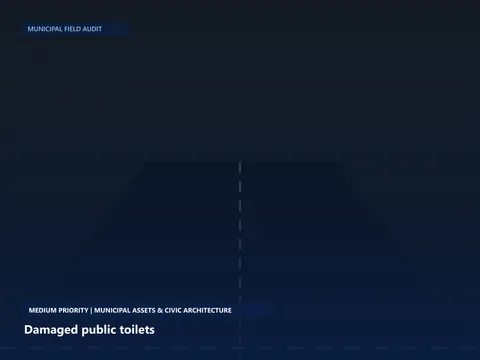 MUNICIPAL FIELD AUDIT
MEDIUM PRIORITY | MUNICIPAL ASSETS & CIVIC ARCHITECTURE
Damaged public toilets